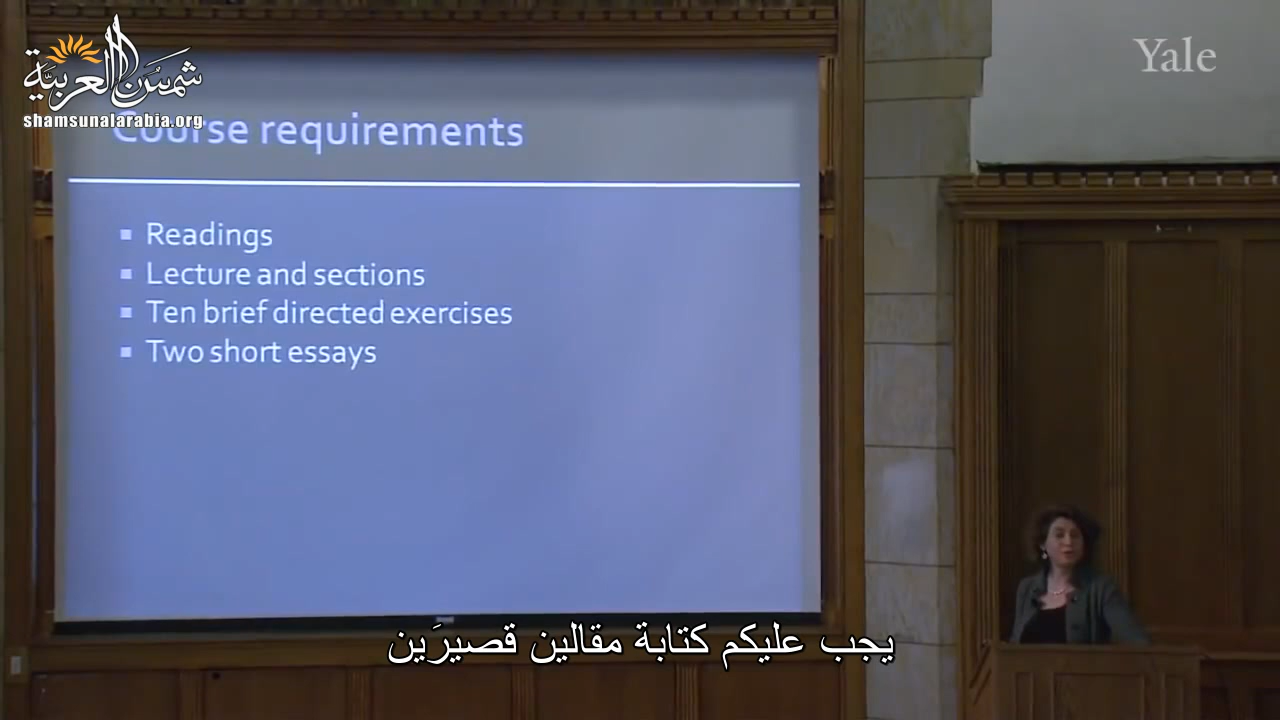 شمس العربية
shamsunalarabia.org
Yale
Course requirements
Readings
Lecture and sections
Ten brief directed exercises
Two short essays
يجب عليكم كتابة مقالين قصيرَين